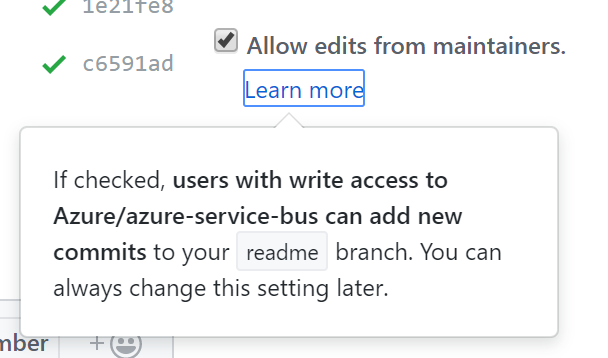 1e21fe8
Allow edits from maintainers.
c6591ad
Learn more
If checked, users with write access to
Azure/azure-service-bus can add new
commits to your readme branch. You can
always change this setting later.
mber
+